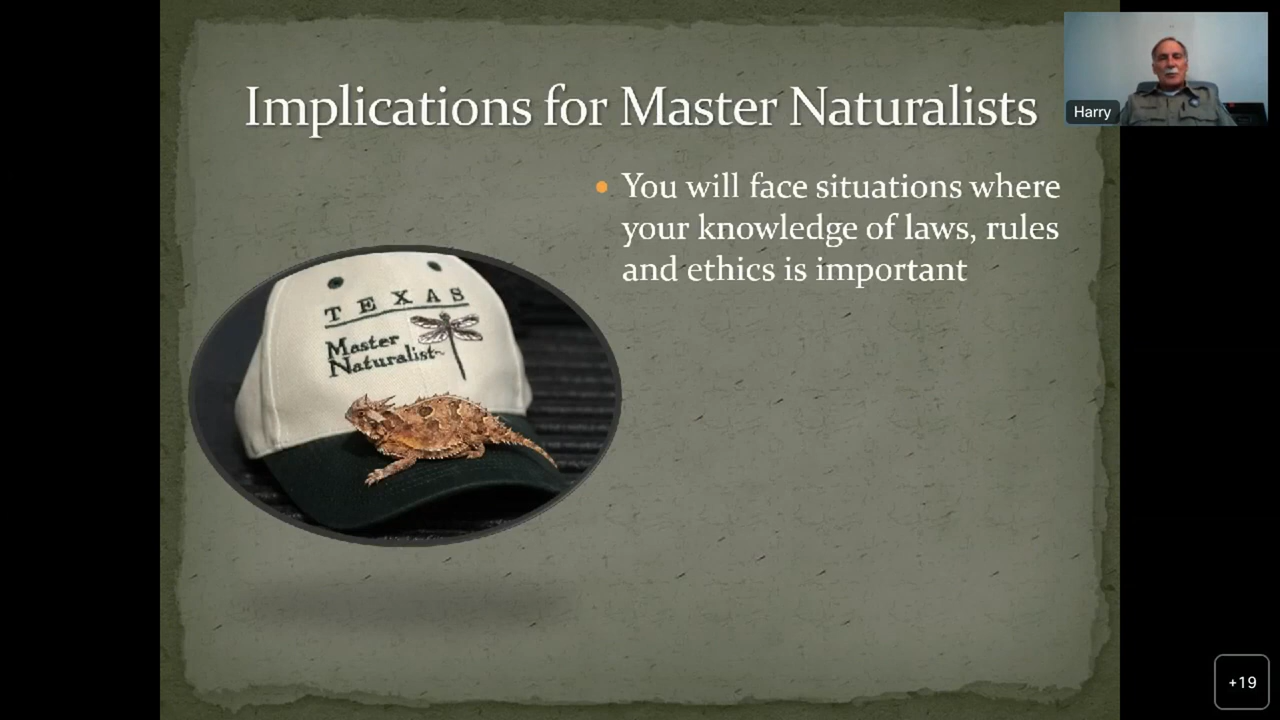 Implications for Master Naturalists
Harry
You will face situations where
your knowledge of laws, rules
and ethics is important
TEXAS
Master
Naturalist
+19